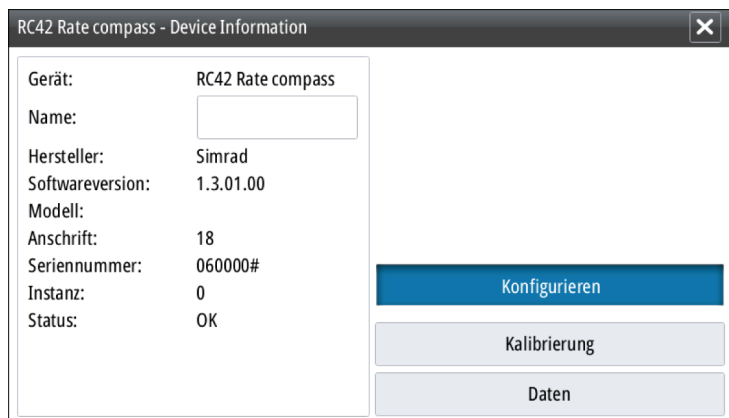 RC42 Rate compass - Device Information
Gerät: RC42 Rate compass
Name:
Hersteller: Simrad
Softwareversion: 1.3.01.00
Modell:
Anschrift: 18
Seriennummer: 060000#
Instanz: 0
Status: OK
Konfigurieren
Kalibrierung
Daten